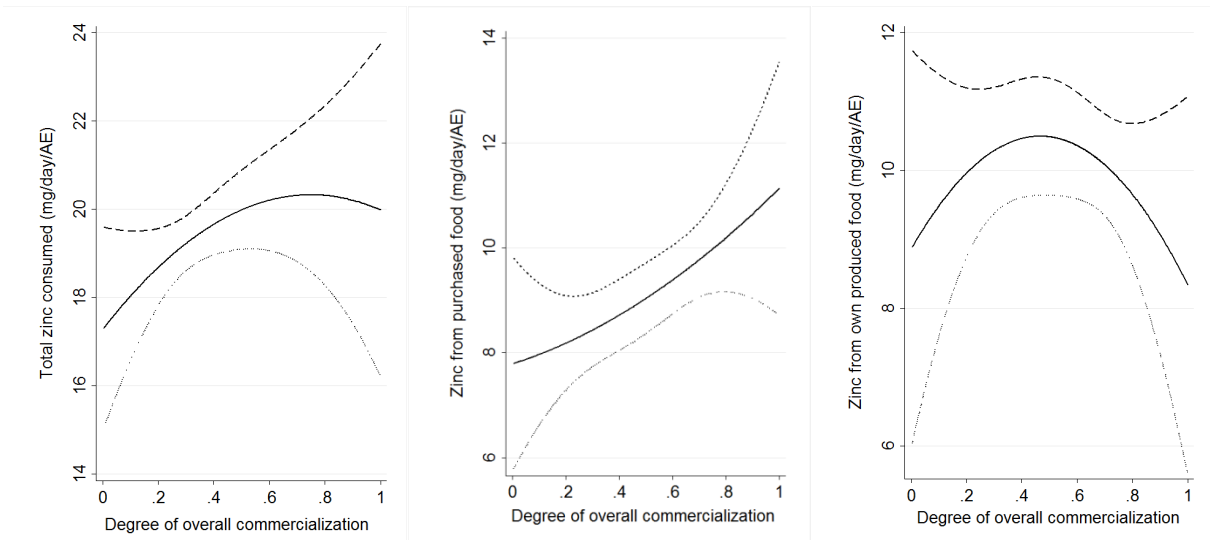 Total zinc consumed (mg/day/AE)
24
22
20
18
16
14
0 .2 .4 .6 .8 1
Degree of overall commercialization
Zinc from purchased food (mg/day/AE)
14
12
10
8
6
0 .2 .4 .6 .8 1
Degree of overall commercialization
Zinc from own produced food (mg/day/AE)
12
10
8
6
0 .2 .4 .6 .8 1
Degree of overall commercialization